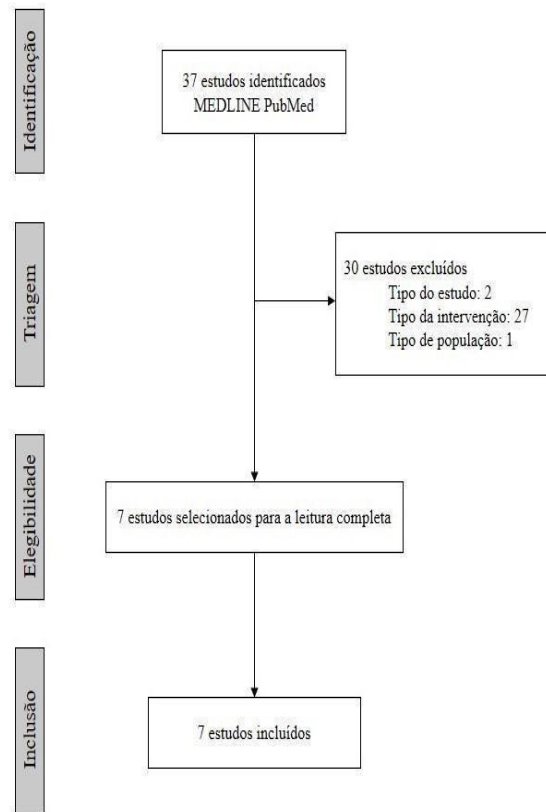 Identificação
37 estudos identificados
MEDLINE PubMed
Triagem
30 estudos excluídos
Tipo do estudo: 2
Tipo da intervenção: 27
Tipo de população: 1
Elegibilidade
7 estudos selecionados para a leitura completa
Inclusão
7 estudos incluídos